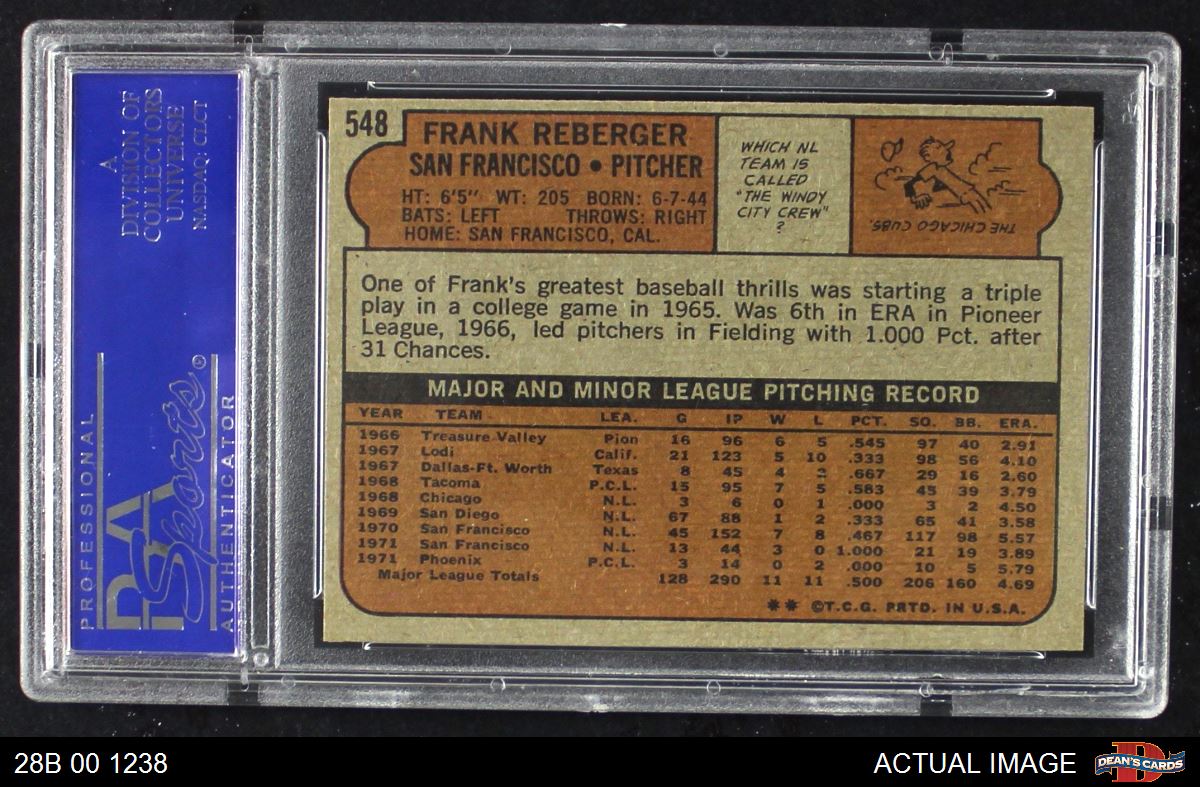 A
DIVISION OF
COLLECTORS
UNIVERSE
NASDAQ: CLCT
PROFESSIONAL
PSA
Sports
AUTHENTICATOR
548
FRANK REBERGER
SAN FRANCISCO • PITCHER
HT: 6'5" WT: 205 BORN: 6-7-44
BATS: LEFT THROWS: RIGHT
HOME: SAN FRANCISCO, CAL.
WHICH NL
TEAM IS
CALLED
"THE WINDY
CITY CREW"
?
THE CHICAGO CUBS.
One of Frank's greatest baseball thrills was starting a triple
play in a college game in 1965. Was 6th in ERA in Pioneer
League, 1966, led pitchers in Fielding with 1.000 Pct. after
31 Chances.
MAJOR AND MINOR LEAGUE PITCHING RECORD
YEAR TEAM LEA. G IP W L PCT. SO. BB. ERA.
1966 Treasure Valley Pion 16 96 6 5 .545 97 40 2.91
1967 Lodi Calif. 21 123 5 10 .333 98 56 4.10
1967 Dallas-Ft. Worth Texas 8 45 4 2 .667 29 16 2.60
1968 Tacoma P.C.L. 15 95 7 5 .583 45 39 3.79
1968 Chicago N.L. 3 6 0 1 .000 3 2 4.50
1969 San Diego N.L. 67 88 1 2 .333 65 41 3.58
1970 San Francisco N.L. 45 152 7 8 .467 117 98 5.57
1971 San Francisco N.L. 13 44 3 0 1.000 21 19 3.89
1971 Phoenix P.C.L. 3 14 0 2 .000 10 5 5.79
Major League Totals 128 290 11 11 .500 206 160 4.69
** ©T.C.G. PRTD. IN U.S.A.
28B 00 1238
ACTUAL IMAGE
D
DEAN'S CARDS